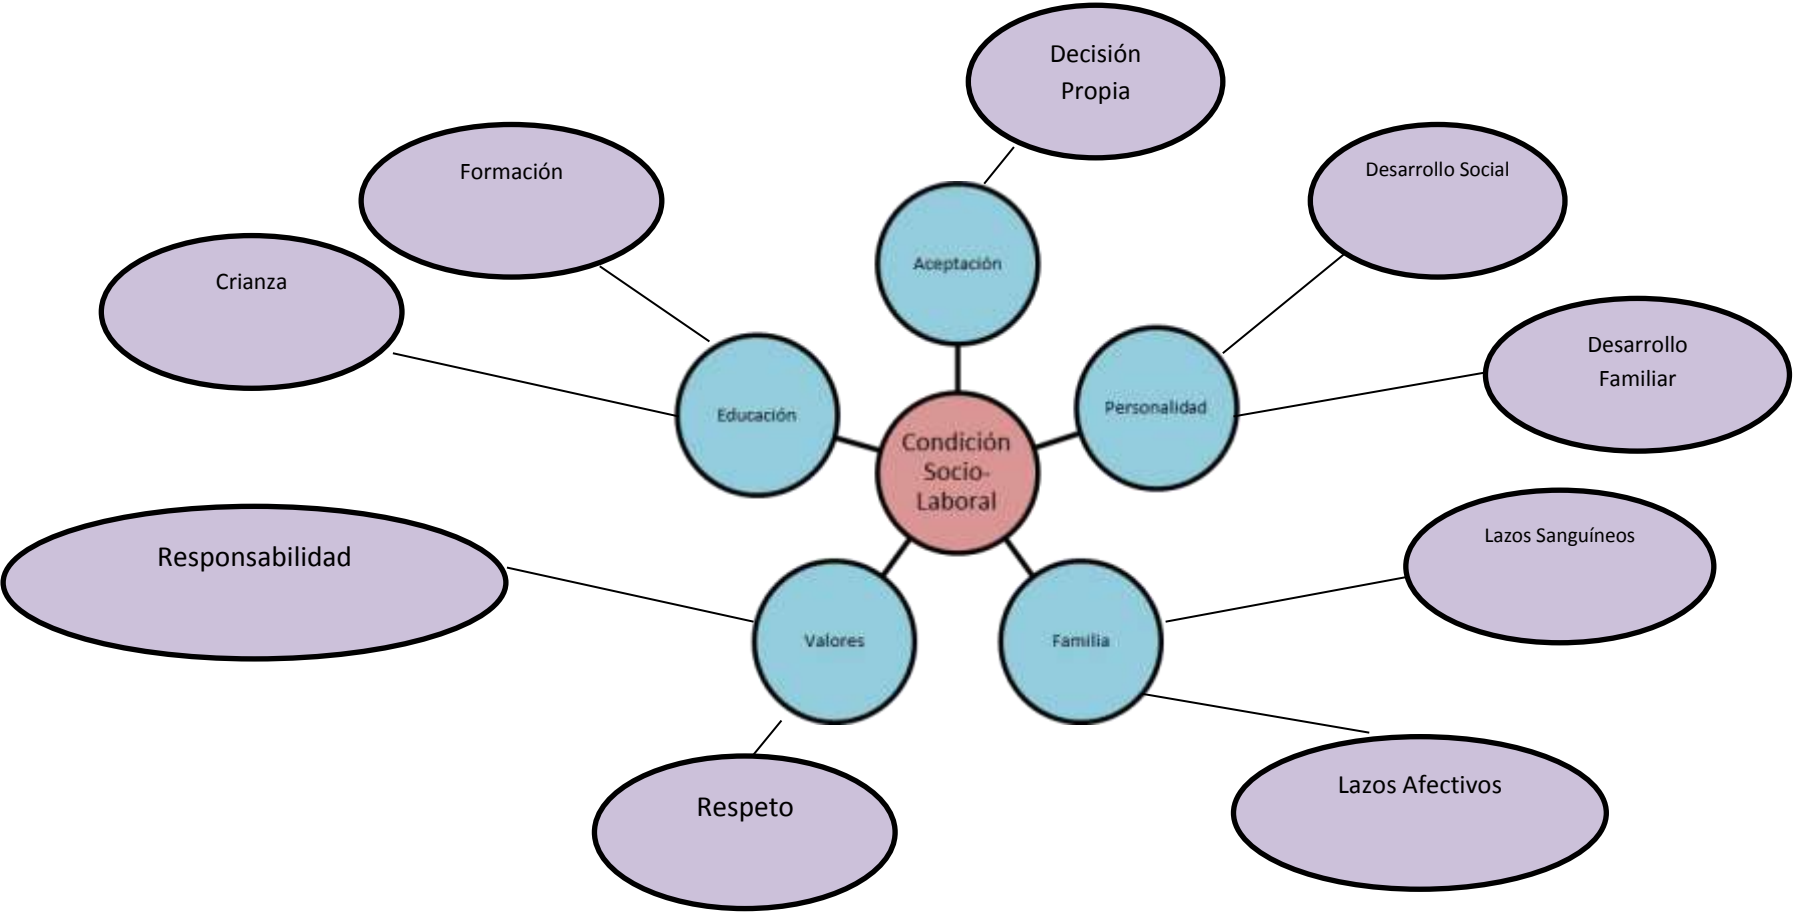 Decisión
Propia
Formación
Desarrollo Social
Crianza
Aceptación
Desarrollo
Familiar
Educación
Personalidad
Condición
Socio-
Laboral
Responsabilidad
Lazos Sanguíneos
Valores
Familia
Respeto
Lazos Afectivos